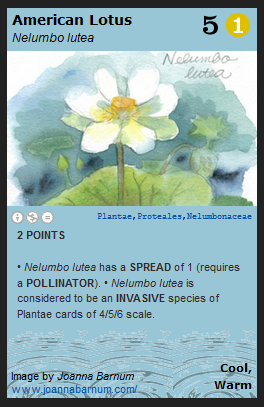 American Lotus
Nelumbo lutea
5 1
Nelumbo
lutea
Plantae,Proteales,Nelumbonaceae
2 POINTS
• Nelumbo lutea has a SPREAD of 1 (requires
a POLLINATOR). • Nelumbo lutea is
considered to be an INVASIVE species of
Plantae cards of 4/5/6 scale.
Cool,
Warm
Image by Joanna Barnum
www.joannabarnum.com/